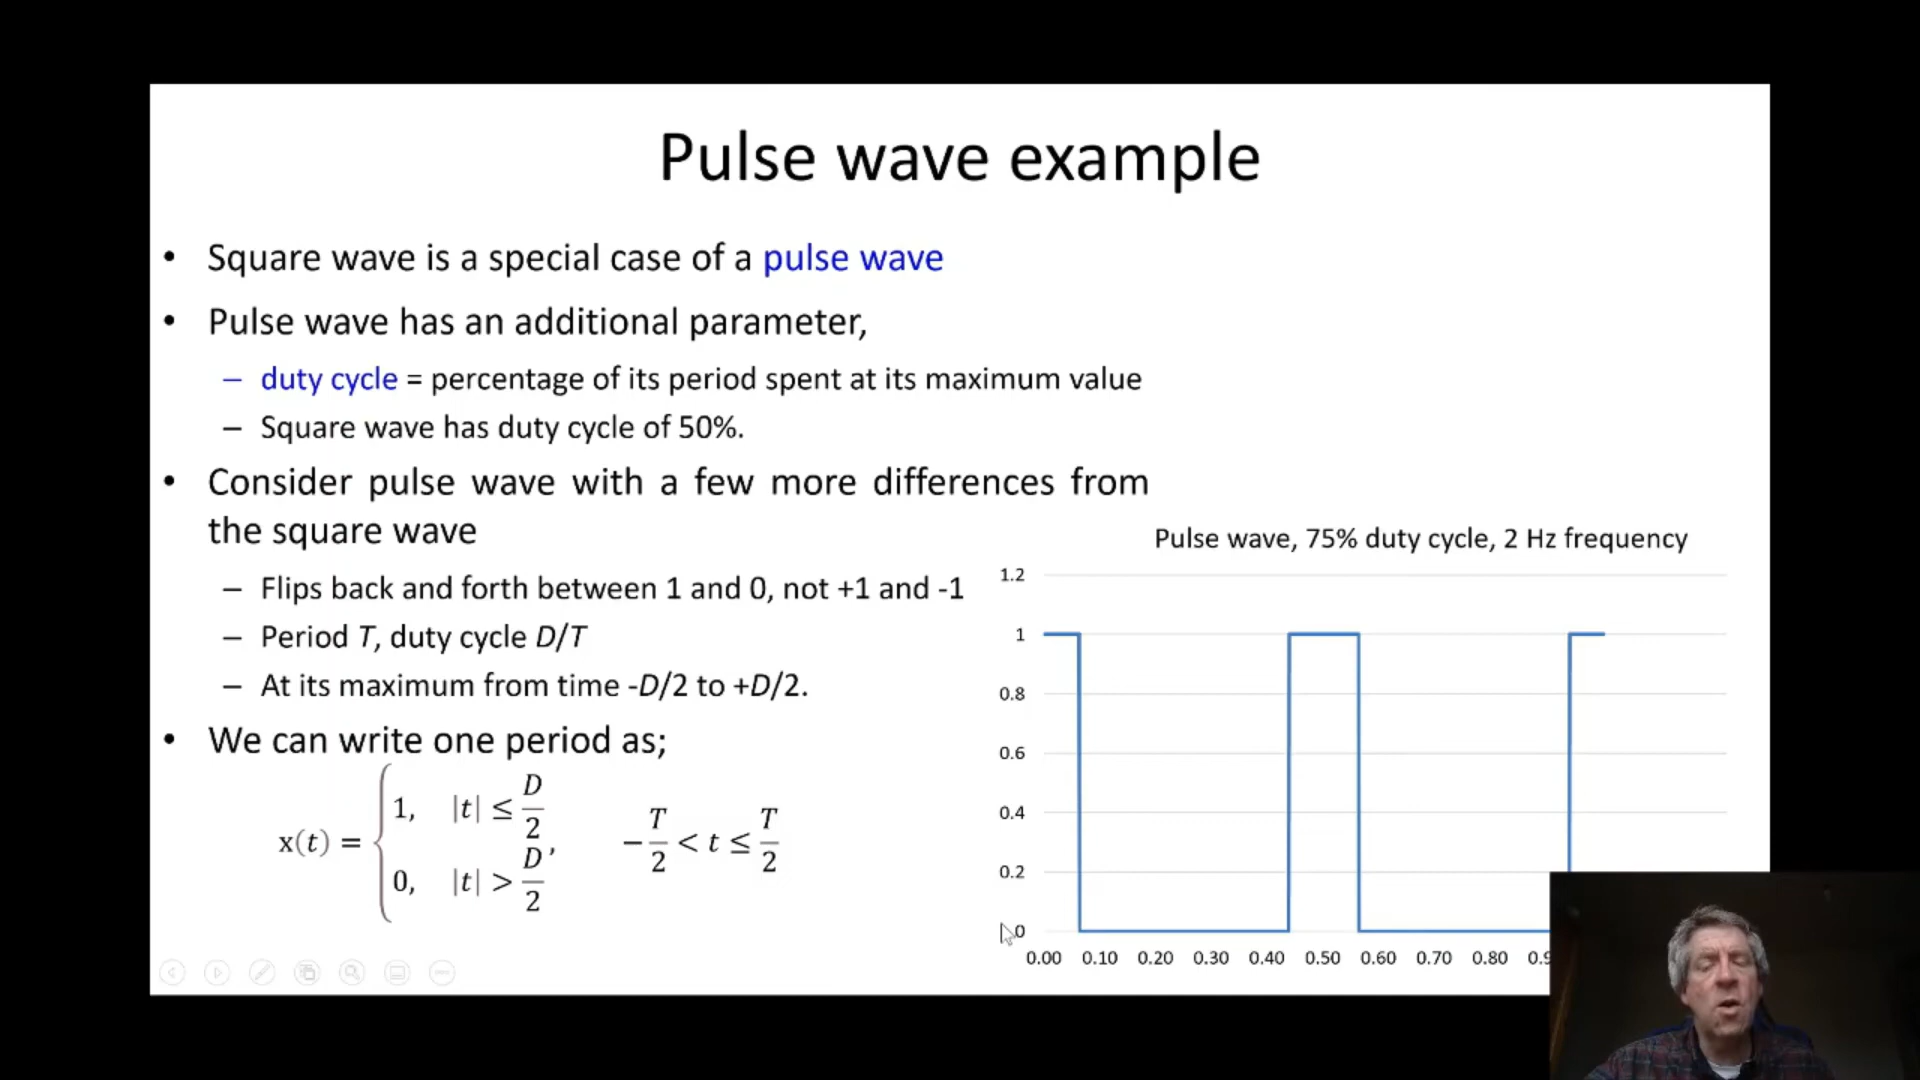 Pulse wave example
• Square wave is a special case of a pulse wave
• Pulse wave has an additional parameter,
– duty cycle = percentage of its period spent at its maximum value
– Square wave has duty cycle of 50%.
• Consider pulse wave with a few more differences from
the square wave
– Flips back and forth between 1 and 0, not +1 and -1
– Period T, duty cycle D/T
– At its maximum from time -D/2 to +D/2.
• We can write one period as;
x(t) = { 1, |t| ≤ D/2
0, |t| > D/2 , −T/2 < t ≤ T/2
Pulse wave, 75% duty cycle, 2 Hz frequency
1.2
1
0.8
0.6
0.4
0.2
0
0.00 0.10 0.20 0.30 0.40 0.50 0.60 0.70 0.80